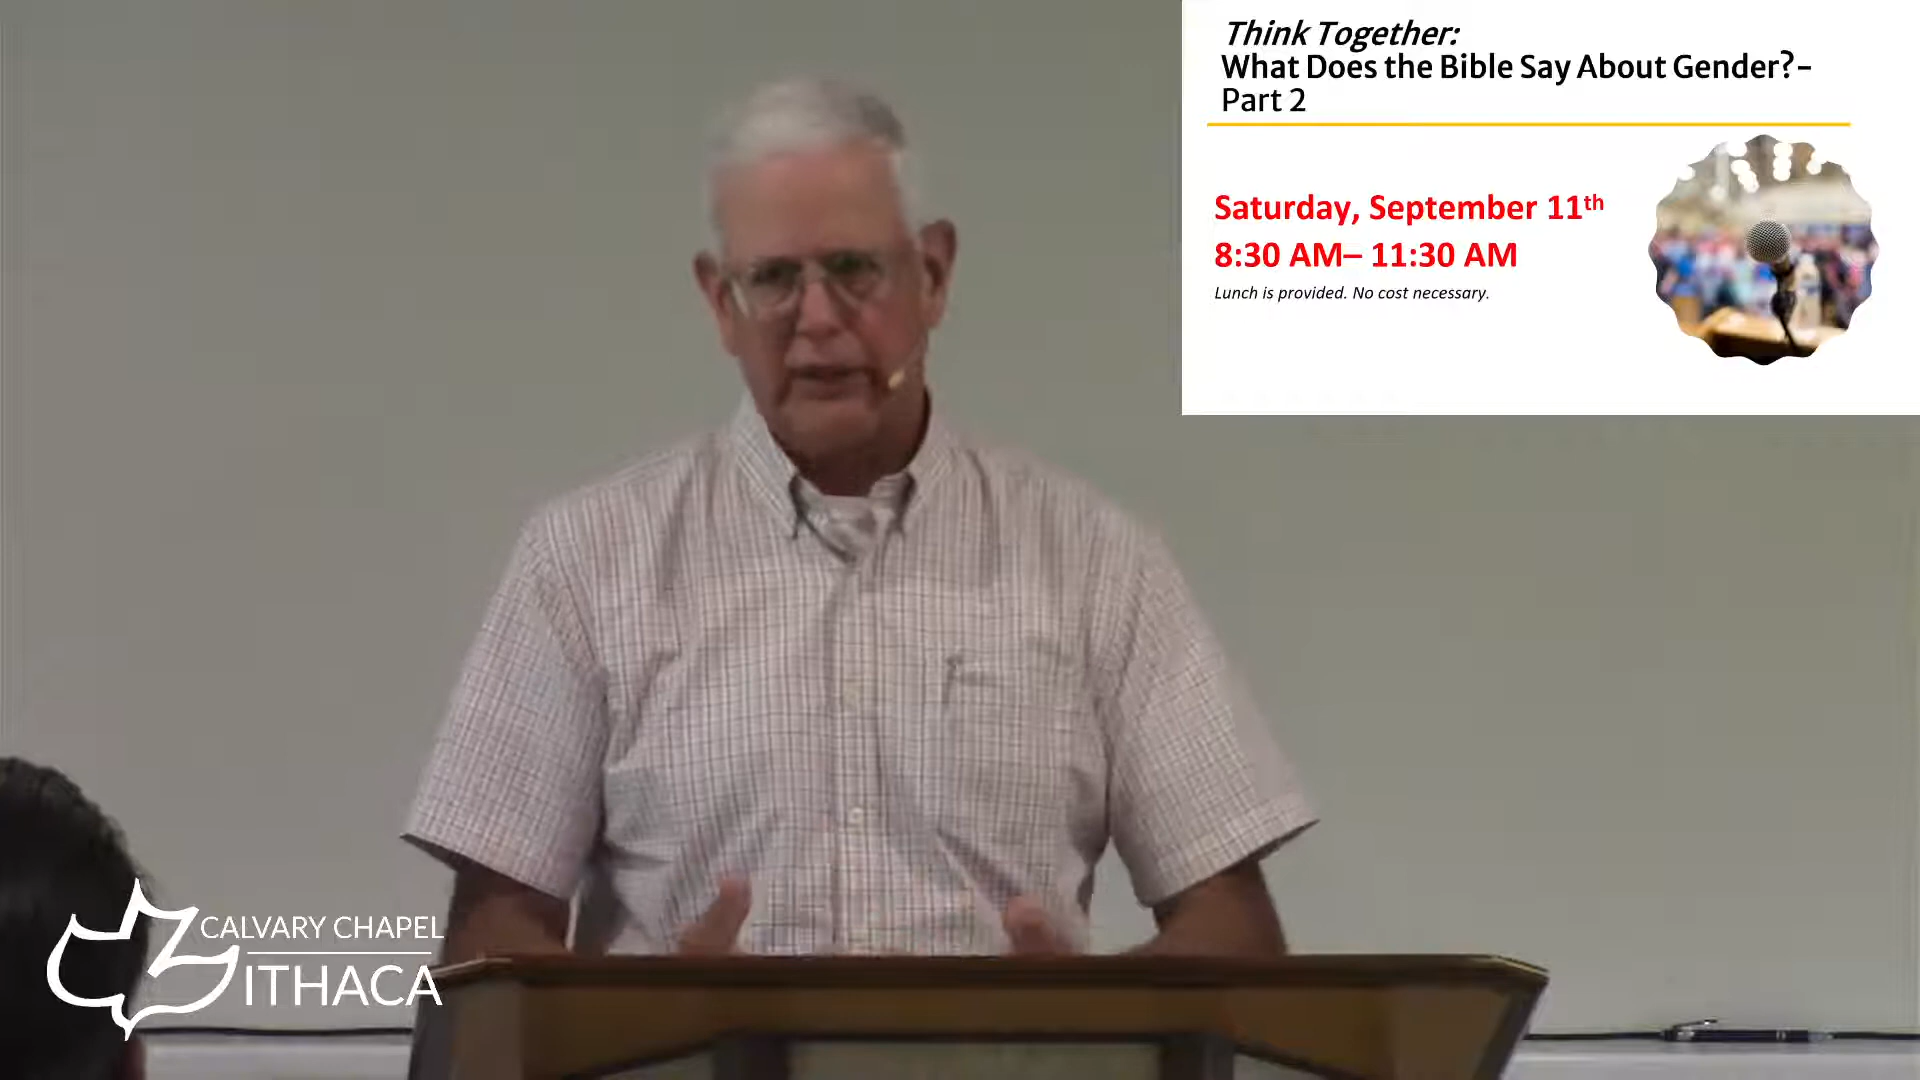 Think Together:
What Does the Bible Say About Gender?-
Part 2
Saturday, September 11th
8:30 AM– 11:30 AM
Lunch is provided. No cost necessary.
CALVARY CHAPEL
ITHACA